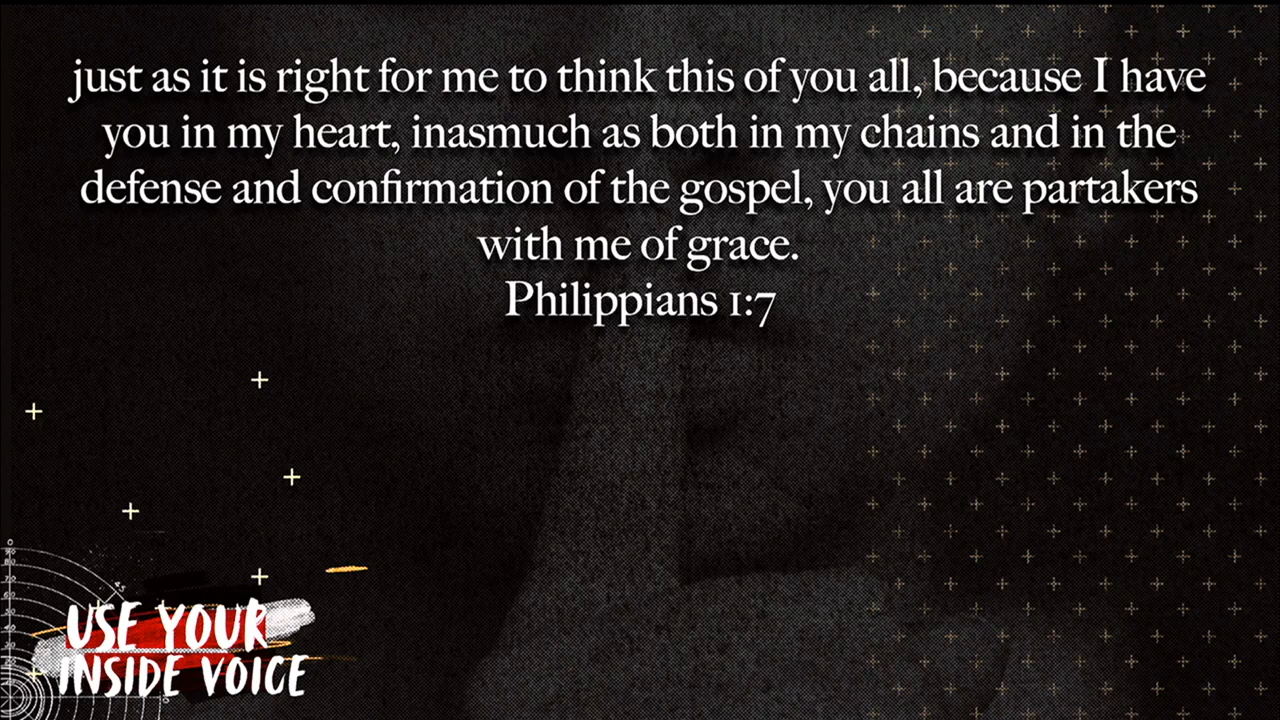 just as it is right for me to think this of you all, because I have
you in my heart, inasmuch as both in my chains and in the
defense and confirmation of the gospel, you all are partakers
with me of grace.
Philippians 1:7
USE YOUR
INSIDE VOICE